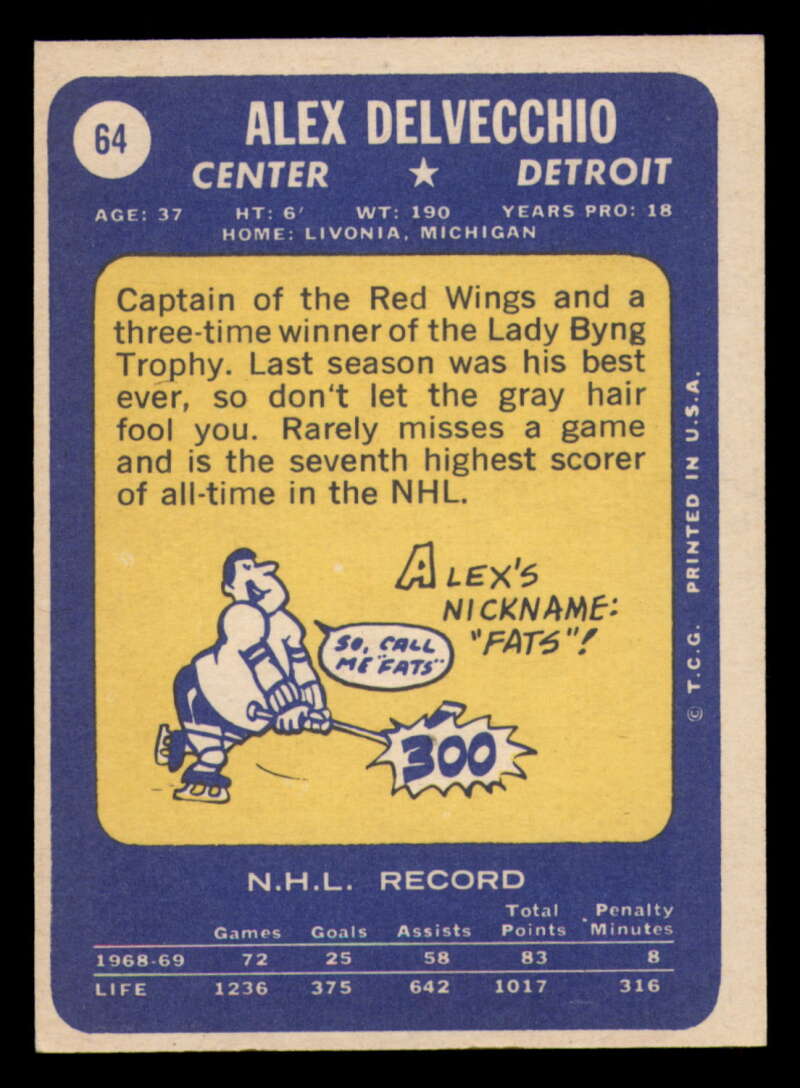 64
ALEX DELVECCHIO
CENTER ★ DETROIT
AGE: 37 HT: 6' WT: 190 YEARS PRO: 18
HOME: LIVONIA, MICHIGAN
Captain of the Red Wings and a
three-time winner of the Lady Byng
Trophy. Last season was his best
ever, so don't let the gray hair
fool you. Rarely misses a game
and is the seventh highest scorer
of all-time in the NHL.
ALEX'S
NICKNAME:
"FATS"!
SO, CALL
ME "FATS"
300
© T.C.G. PRINTED IN U.S.A.
N.H.L. RECORD
Games Goals Assists Total Points Penalty Minutes
1968-69 72 25 58 83 8
LIFE 1236 375 642 1017 316